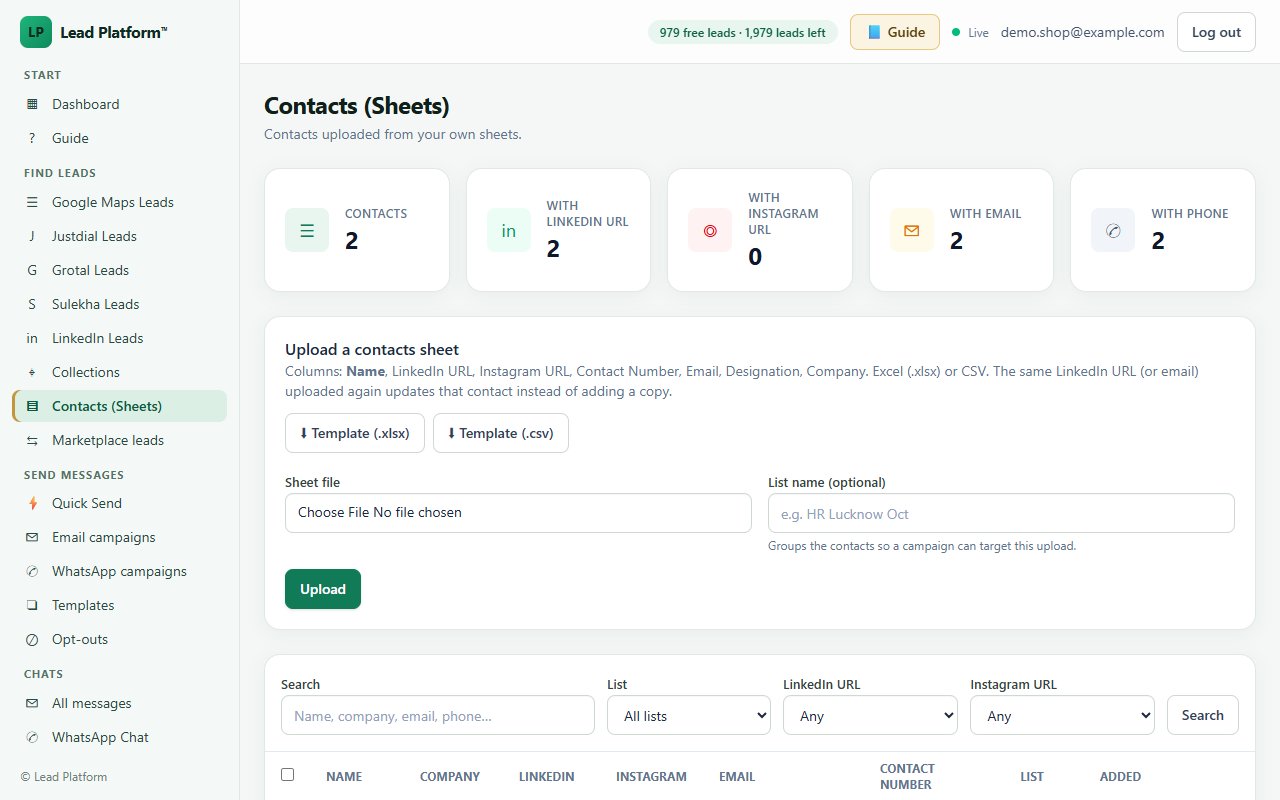 LP Lead Platform™
979 free leads · 1,979 leads left
Guide
Live
demo.shop@example.com
Log out
START
Dashboard
? Guide
FIND LEADS
Google Maps Leads
J Justdial Leads
G Grotal Leads
S Sulekha Leads
in LinkedIn Leads
Collections
Contacts (Sheets)
Marketplace leads
SEND MESSAGES
Quick Send
Email campaigns
WhatsApp campaigns
Templates
Opt-outs
CHATS
All messages
WhatsApp Chat
© Lead Platform
Contacts (Sheets)
Contacts uploaded from your own sheets.
CONTACTS
2
in
WITH
LINKEDIN URL
2
WITH
INSTAGRAM
URL
0
WITH EMAIL
2
WITH PHONE
2
Upload a contacts sheet
Columns: Name, LinkedIn URL, Instagram URL, Contact Number, Email, Designation, Company. Excel (.xlsx) or CSV. The same LinkedIn URL (or email)
uploaded again updates that contact instead of adding a copy.
⬇ Template (.xlsx)
⬇ Template (.csv)
Sheet file
Choose File No file chosen
List name (optional)
e.g. HR Lucknow Oct
Groups the contacts so a campaign can target this upload.
Upload
Search
Name, company, email, phone...
List
All lists
LinkedIn URL
Any
Instagram URL
Any
Search
NAME
COMPANY
LINKEDIN
INSTAGRAM
EMAIL
CONTACT
NUMBER
LIST
ADDED